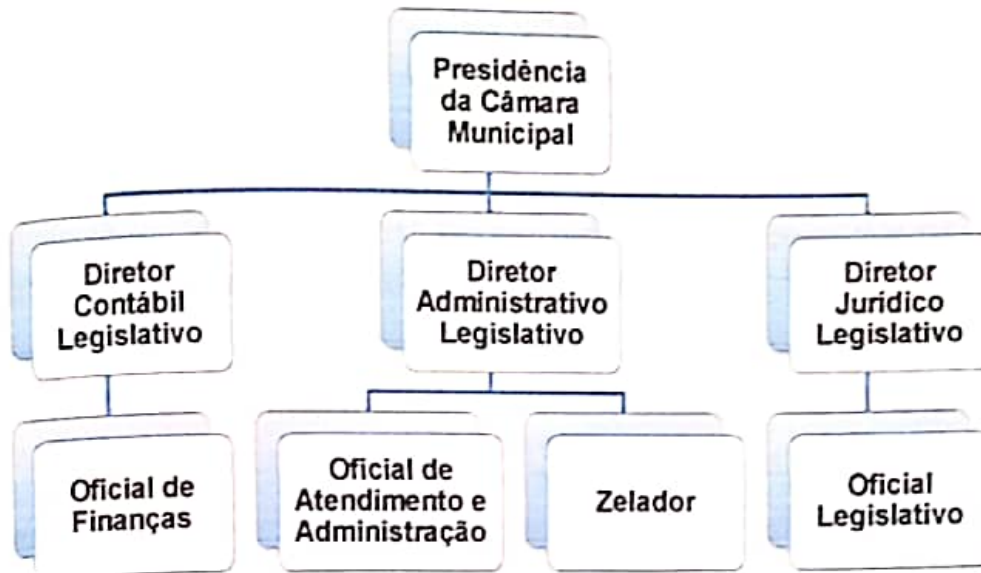 Presidência
da Câmara
Municipal
Diretor
Contábil
Legislativo
Diretor
Administrativo
Legislativo
Diretor
Jurídico
Legislativo
Oficial de
Finanças
Oficial de
Atendimento e
Administração
Zelador
Oficial
Legislativo